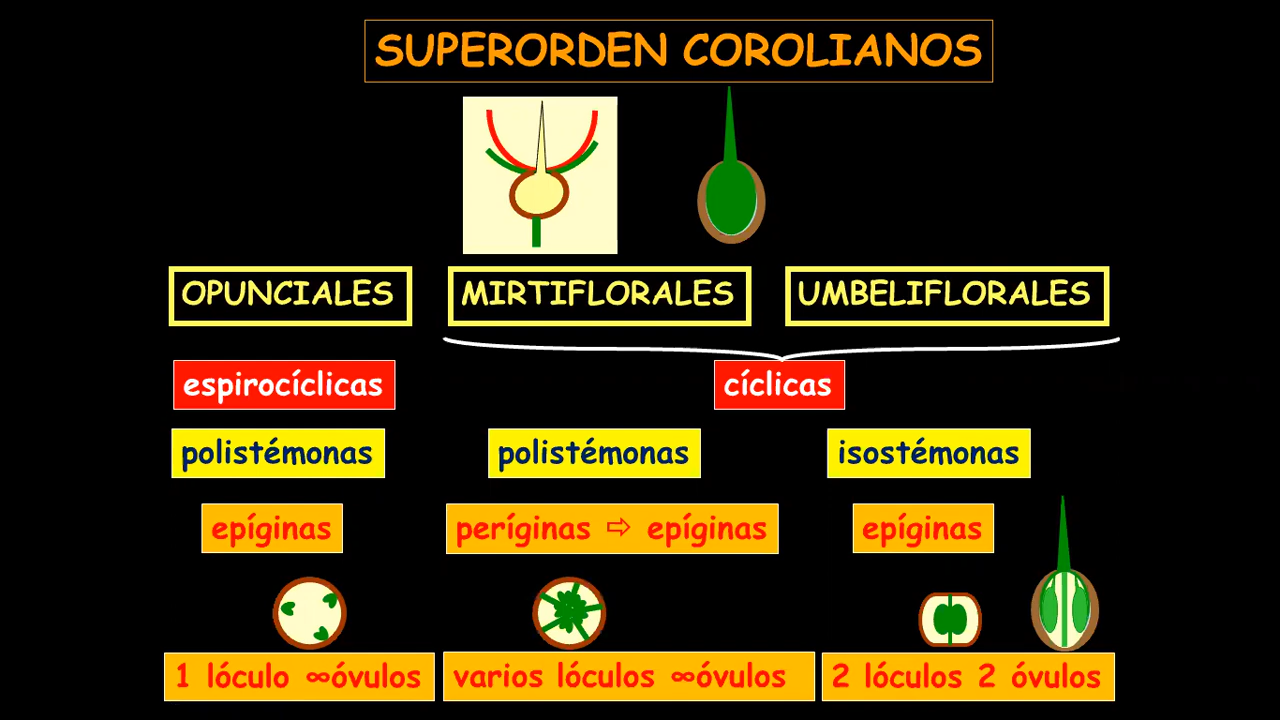 SUPERORDEN COROLIANOS
OPUNCIALES
MIRTIFLORALES
UMBELIFLORALES
espirocíclicas
cíclicas
polistémonas
polistémonas
isostémonas
epíginas
períginas ⇨ epíginas
epíginas
1 lóculo ∞óvulos
varios lóculos ∞óvulos
2 lóculos 2 óvulos